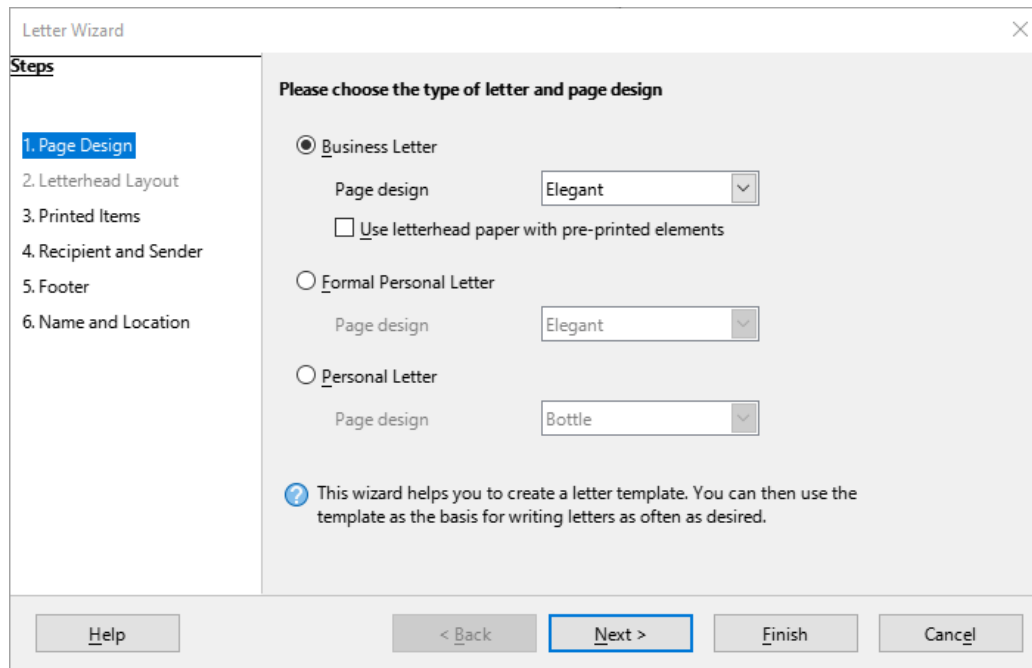 Letter Wizard
Steps
1. Page Design
2. Letterhead Layout
3. Printed Items
4. Recipient and Sender
5. Footer
6. Name and Location
Please choose the type of letter and page design
Business Letter
Page design Elegant
Use letterhead paper with pre-printed elements
Formal Personal Letter
Page design Elegant
Personal Letter
Page design Bottle
This wizard helps you to create a letter template. You can then use the
template as the basis for writing letters as often as desired.
Help < Back Next > Finish Cancel